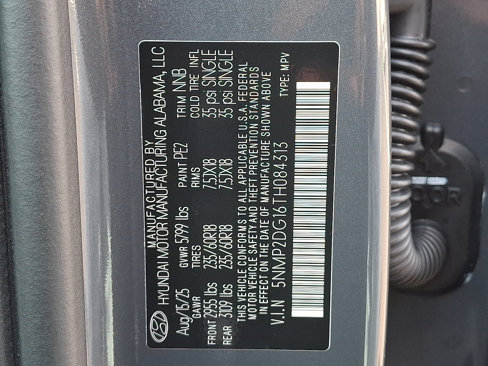 MANUFACTURED BY
HYUNDAI MOTOR MANUFACTURING ALABAMA, LLC
Aug/15/25 GVWR 5799 lbs PAINT PE2 TRIM NNB
GAWR RIMS COLD TIRE INF
FRONT 2955 lbs 235/60R18 7.5JX18 35 psi SINGLE
REAR 3109 lbs 235/60R18 7.5JX18 35 psi SINGLE
THIS VEHICLE CONFORMS TO ALL APPLICABLE U.S.A. FEDERAL
MOTOR VEHICLE SAFETY AND THEFT PREVENTION STANDARDS
IN EFFECT ON THE DATE OF MANUFACTURE SHOWN ABOVE
V.I.N 5NMP2DG16TH084313 TYPE: MPV